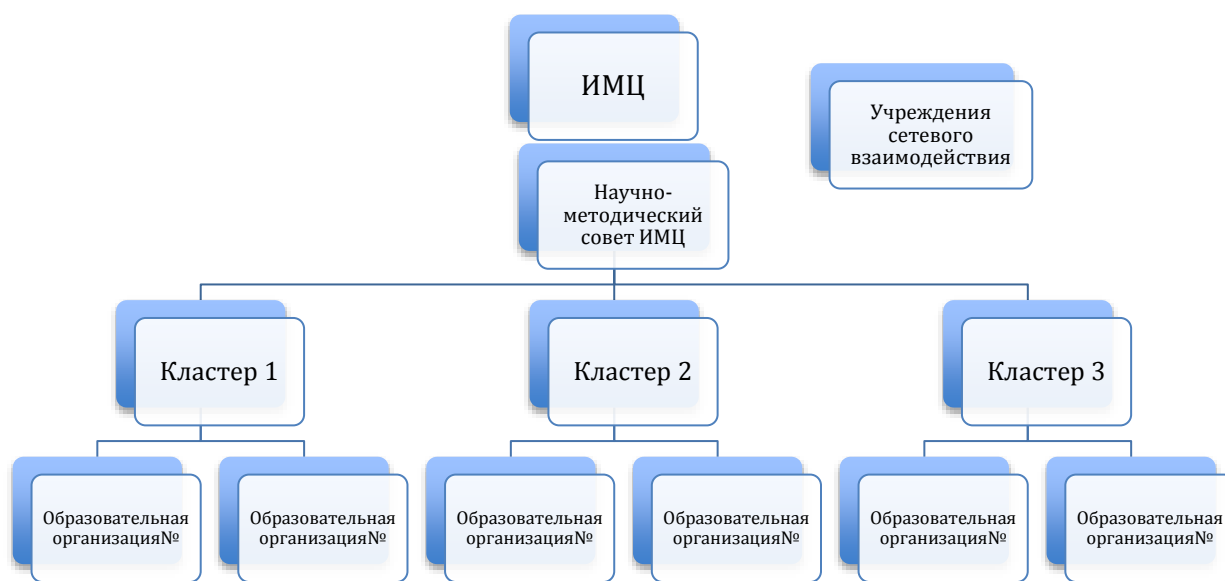 ИМЦ
Учреждения
сетевого
взаимодействия
Научно-
методический
совет ИМЦ
Кластер 1
Кластер 2
Кластер 3
Образовательная
организация№
Образовательная
организация№
Образовательная
организация№
Образовательная
организация№
Образовательная
организация№
Образовательная
организация№